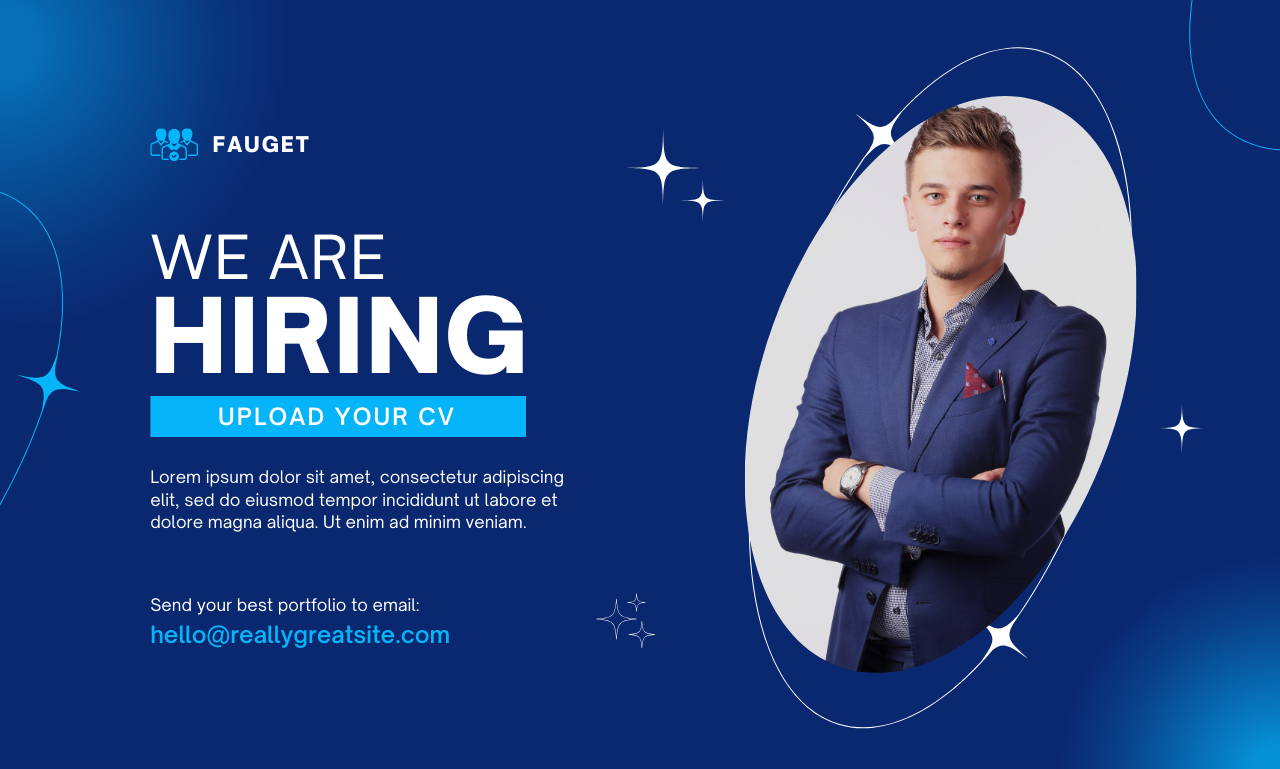 FAUGET
WE ARE
HIRING
UPLOAD YOUR CV
Lorem ipsum dolor sit amet, consectetur adipiscing
elit, sed do eiusmod tempor incididunt ut labore et
dolore magna aliqua. Ut enim ad minim veniam.
Send your best portfolio to email:
hello@reallygreatsite.com